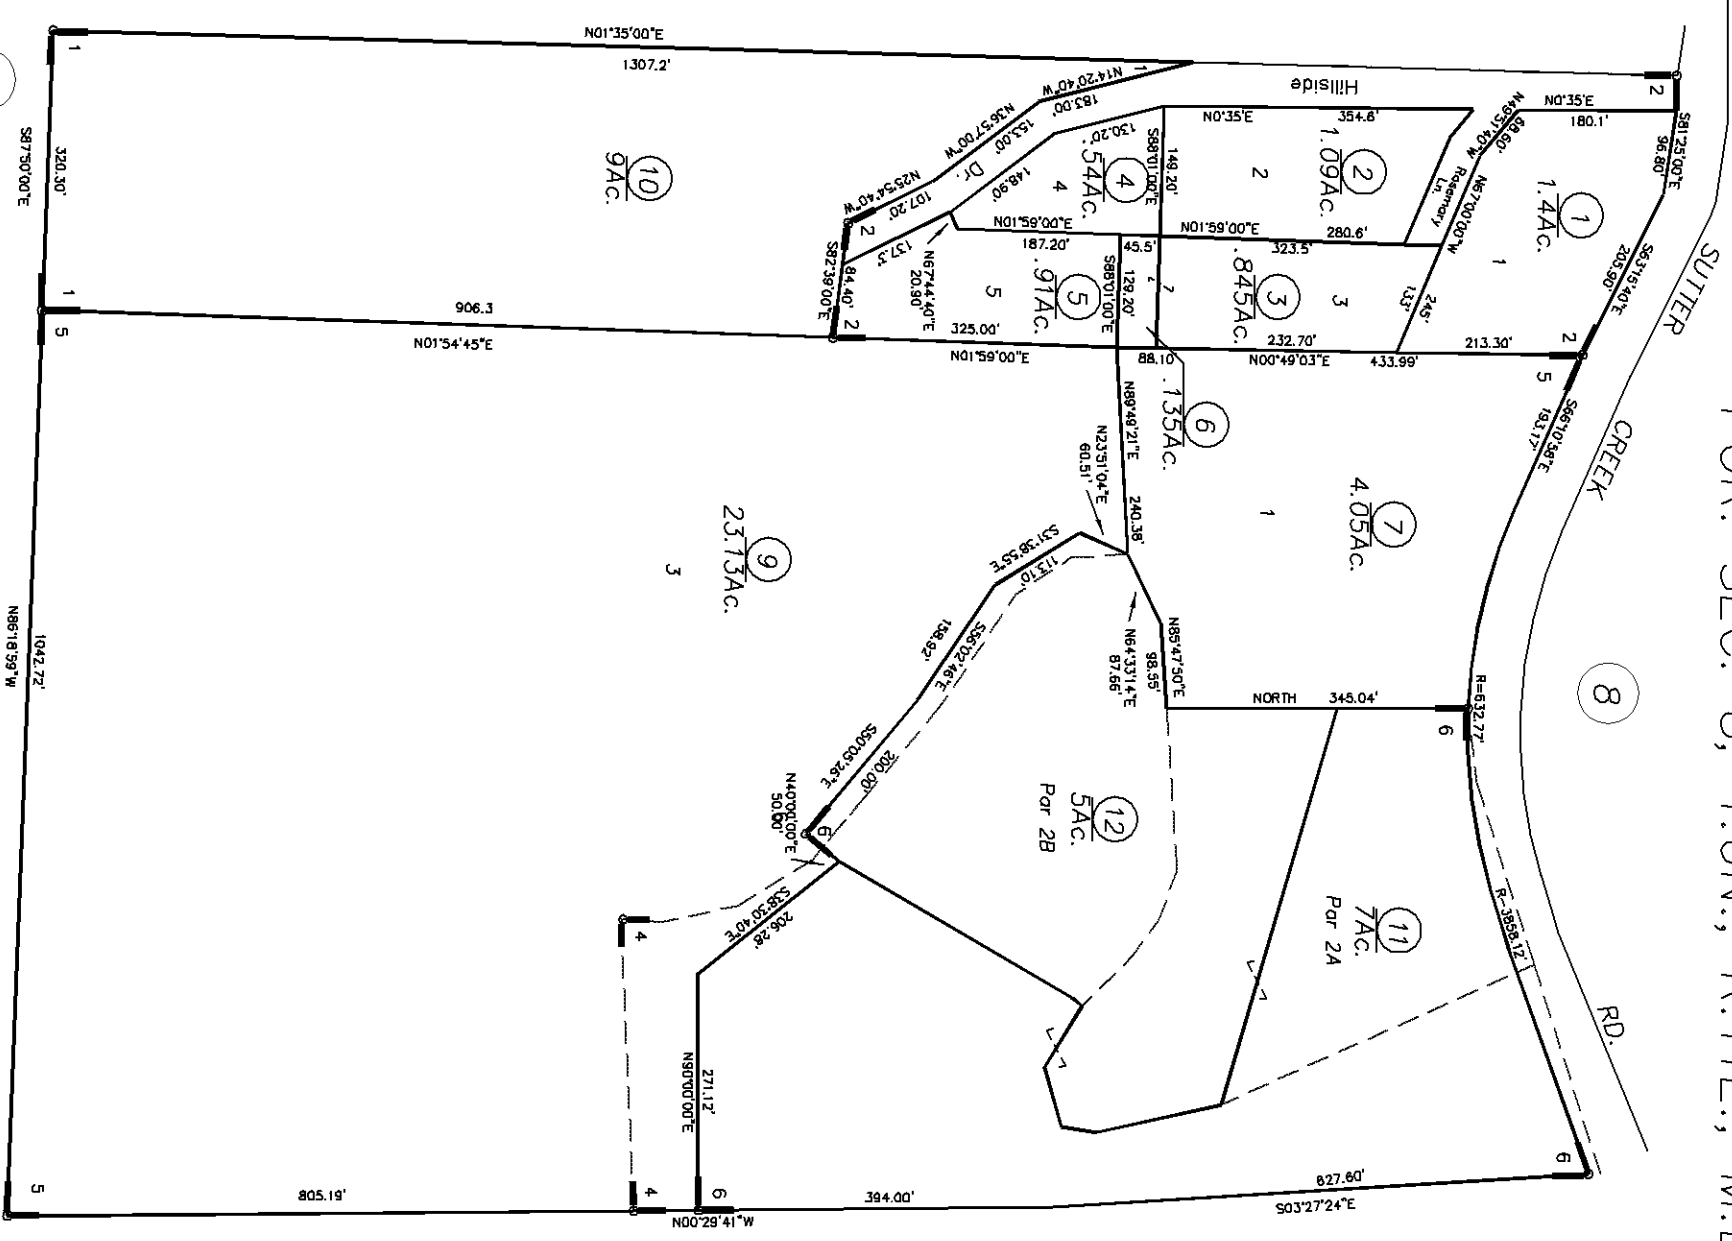 N01°35'00"E
1307.2'
1
2
Hillside
N14°20'40"W
183.00'
1
N36°57'00"W
153.00'
N25°54'40"W
107.20'
Dr.
130.20'
148.90'
137.3'
N0°35'E
354.6'
N0°35'E
180.1'
S81°25'00"E
96.80'
N49°51'40"W
68.60'
Rosemary
Ln.
N67°00'00"W
245'
133'
1
1.4Ac.
1
S63°15'40"E
205.90'
SUTTER
CREEK
RD.
2
1.09Ac.
2
S88°01'00"E
149.20'
4
.54Ac.
4
N01°59'00"E
280.6'
323.5'
N01°59'00"E
187.20'
45.5'
N67°44'40"E
20.90'
5
.91Ac.
5
S88°01'00"E
129.20'
3
.845Ac.
3
2
84.40'
S82°39'00"E
2
325.00'
N01°59'00"E
88.10
232.70'
N00°49'03"E
433.99'
213.30'
2
5
S66°10'58"E
193.17'
10
9Ac.
S87°50'00"E
320.30'
1
5
906.3
N01°54'45"E
6
.135Ac.
7
4.05Ac.
1
N89°49'21"E
240.38'
N23°51'04"E
60.51'
S31°38'55"E
113.10'
S56°02'46"E
158.92'
S50°05'26"E
200.00'
N40°00'00"E
6
N64°33'14"E
87.66'
N85°47'50"E
98.55'
NORTH
345.04'
6
R=632.77'
8
R=3858.12'
9
23.13Ac.
3
12
5Ac.
Par 2B
11
7Ac.
Par 2A
1042.72'
N86°18'59"W
4
S38°30'40"E
206.28'
271.12'
N90°00'00"E
5
805.19'
4
6
N00°29'41"W
394.00'
827.60'
S03°27'24"E
6